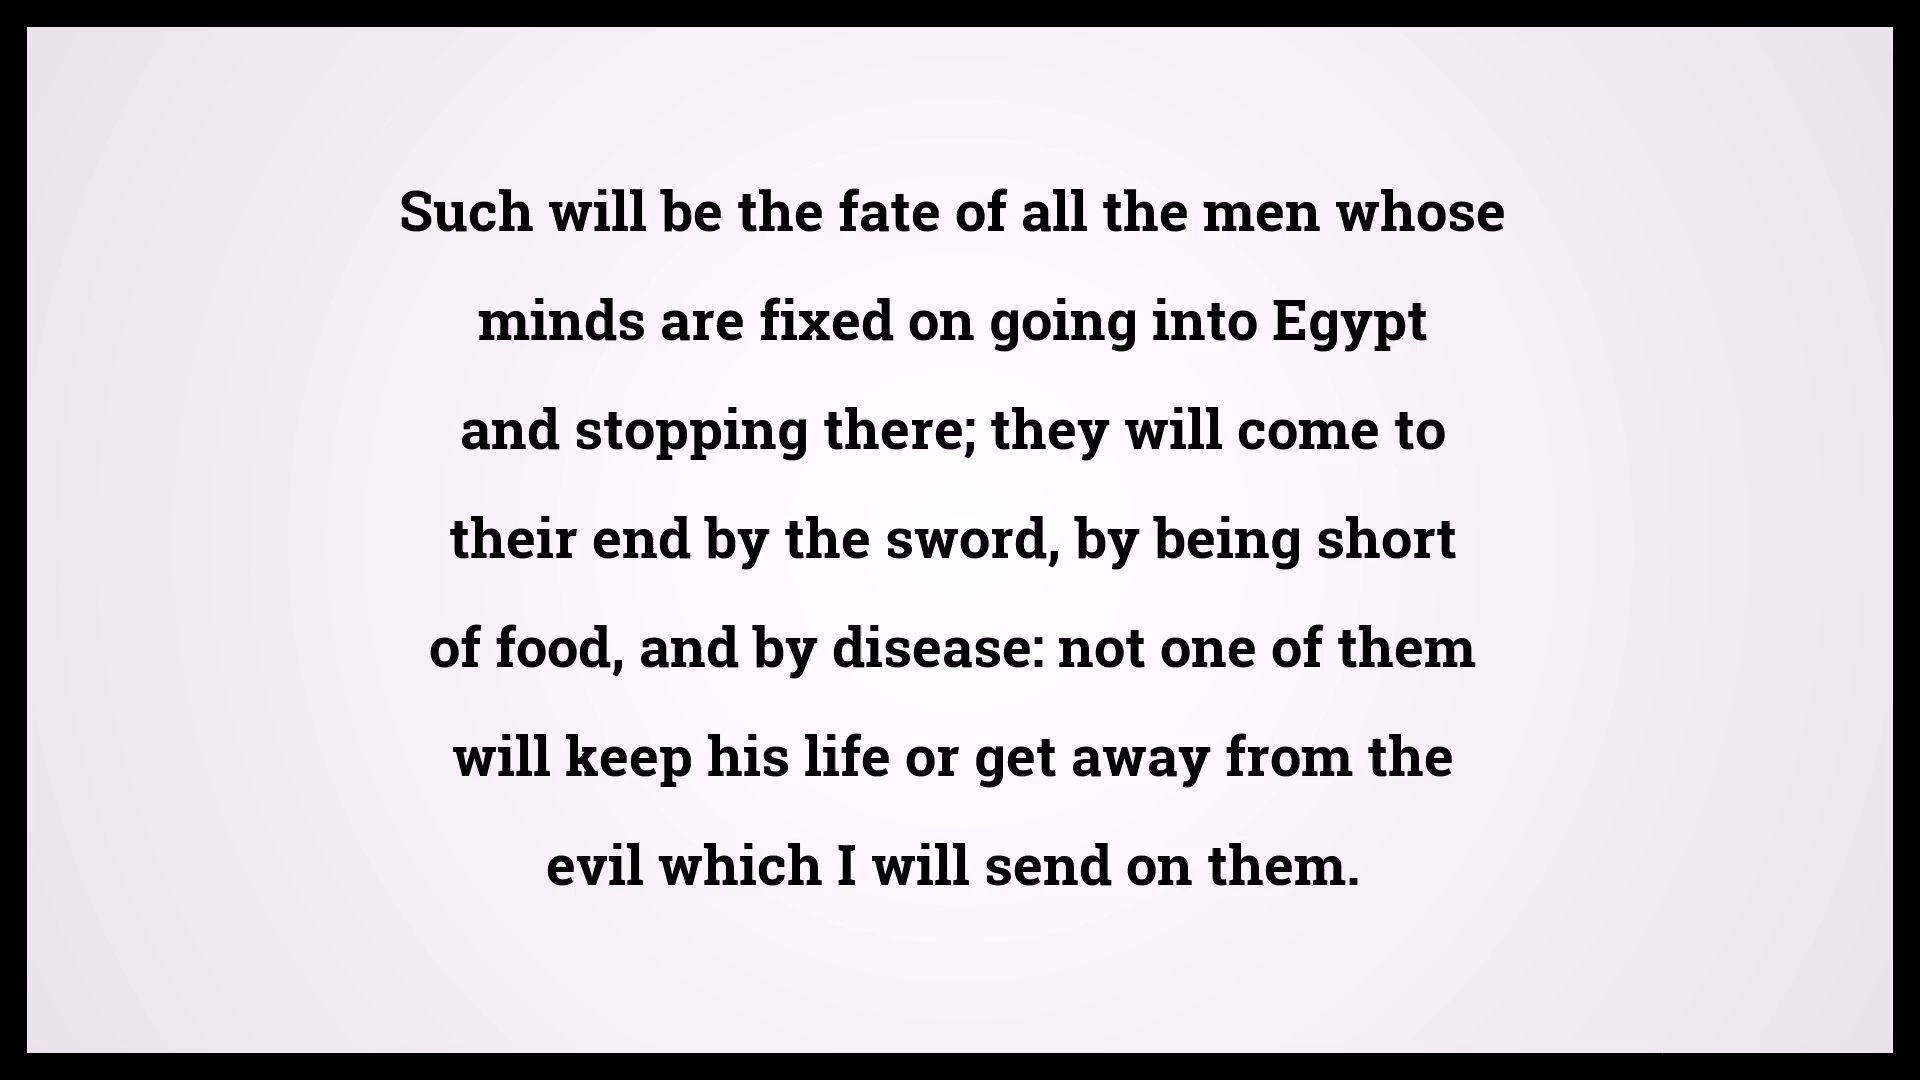 Such will be the fate of all the men whose
minds are fixed on going into Egypt
and stopping there; they will come to
their end by the sword, by being short
of food, and by disease: not one of them
will keep his life or get away from the
evil which I will send on them.